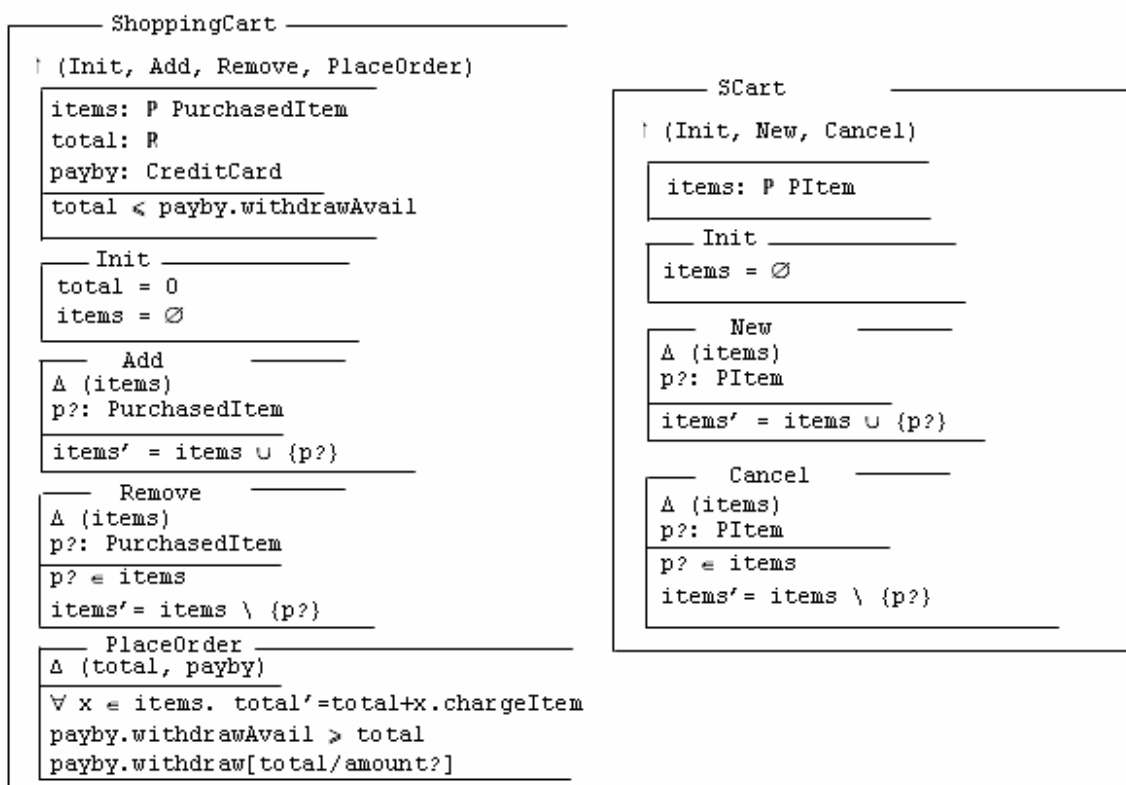 ShoppingCart
↾ (Init, Add, Remove, PlaceOrder)
items: ℙ PurchasedItem
total: ℝ
payby: CreditCard
total ⩽ payby.withdrawAvail
Init
total = 0
items = ∅
Add
Δ (items)
p?: PurchasedItem
items′ = items ∪ {p?}
Remove
Δ (items)
p?: PurchasedItem
p? ∈ items
items′= items \ {p?}
PlaceOrder
Δ (total, payby)
∀ x ∈ items. total′=total+x.chargeItem
payby.withdrawAvail ⩾ total
payby.withdraw[total/amount?]
SCart
↾ (Init, New, Cancel)
items: ℙ PItem
Init
items = ∅
New
Δ (items)
p?: PItem
items′ = items ∪ {p?}
Cancel
Δ (items)
p?: PItem
p? ∈ items
items′= items \ {p?}